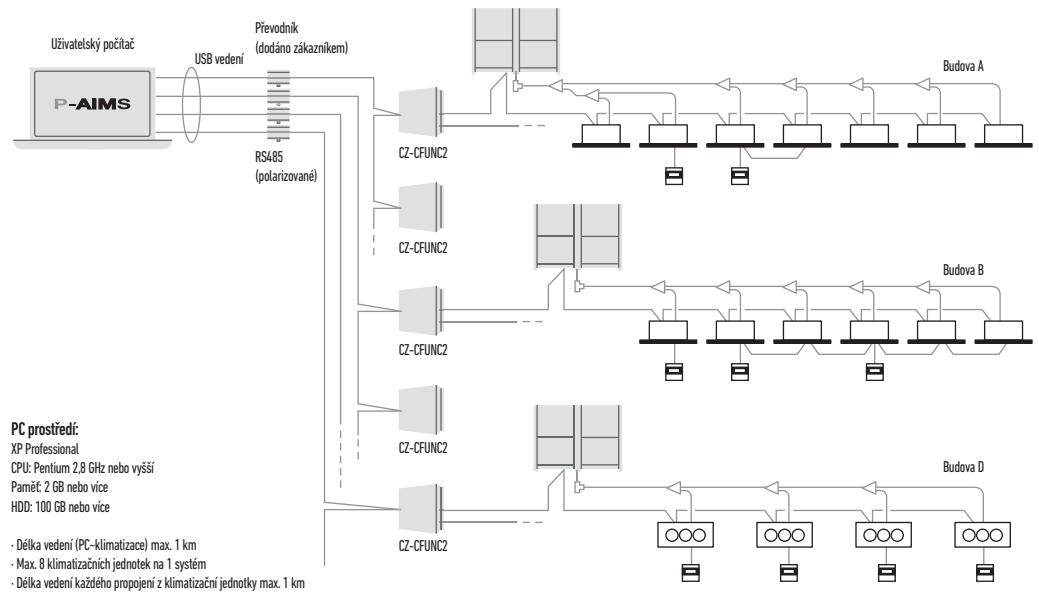 Uživatelský počítač
P-AIMS
USB vedení
Převodník
(dodáno zákazníkem)
RS485
(polarizované)
CZ-CFUNC2
Budova A
CZ-CFUNC2
CZ-CFUNC2
Budova B
CZ-CFUNC2
CZ-CFUNC2
Budova D
PC prostředí:
XP Professional
CPU: Pentium 2,8 GHz nebo vyšší
Paměť: 2 GB nebo více
HDD: 100 GB nebo více
· Délka vedení (PC-klimatizace) max. 1 km
· Max. 8 klimatizačních jednotek na 1 systém
· Délka vedení každého propojení z klimatizační jednotky max. 1 km